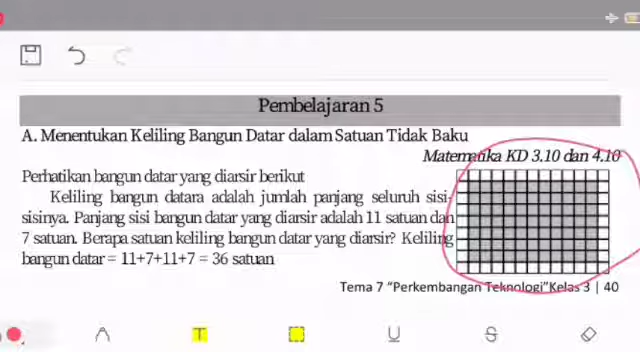 Pembelajaran 5
A. Menentukan Keliling Bangun Datar dalam Satuan Tidak Baku
Matematika KD 3.10 dan 4.10
Perhatikan bangun datar yang diarsir berikut
Keliling bangun datara adalah jumlah panjang seluruh sisi-
sisinya. Panjang sisi bangun datar yang diarsir adalah 11 satuan dan
7 satuan. Berapa satuan keliling bangun datar yang diarsir? Keliling
bangun datar = 11+7+11+7 = 36 satuan
Tema 7 "Perkembangan Teknologi"Kelas 3 | 40
T
U
S